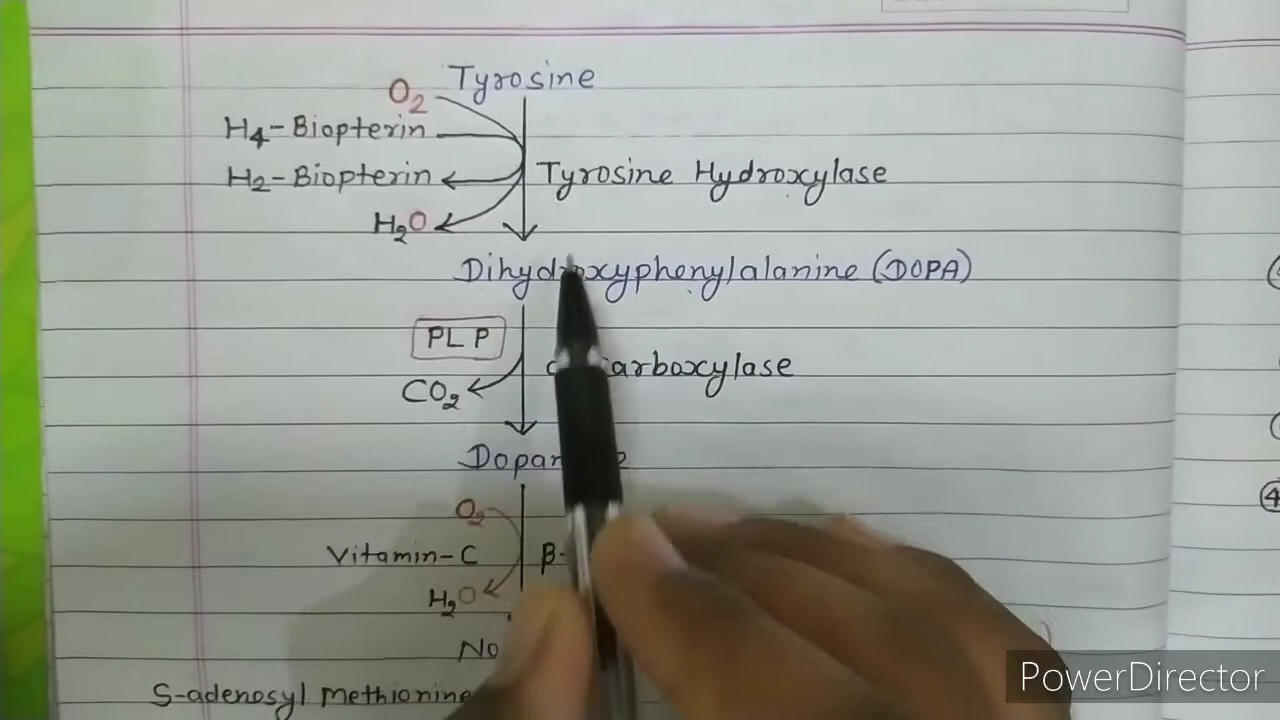 Tyrosine
O2
H4-Biopterin
H2-Biopterin
Tyrosine Hydroxylase
H2O
Dihydroxyphenylalanine (DOPA)
PLP
CO2
Dopa
O2
Vitamin-C
β-
H2O
No
S-adenosyl Methionine
4
PowerDirector